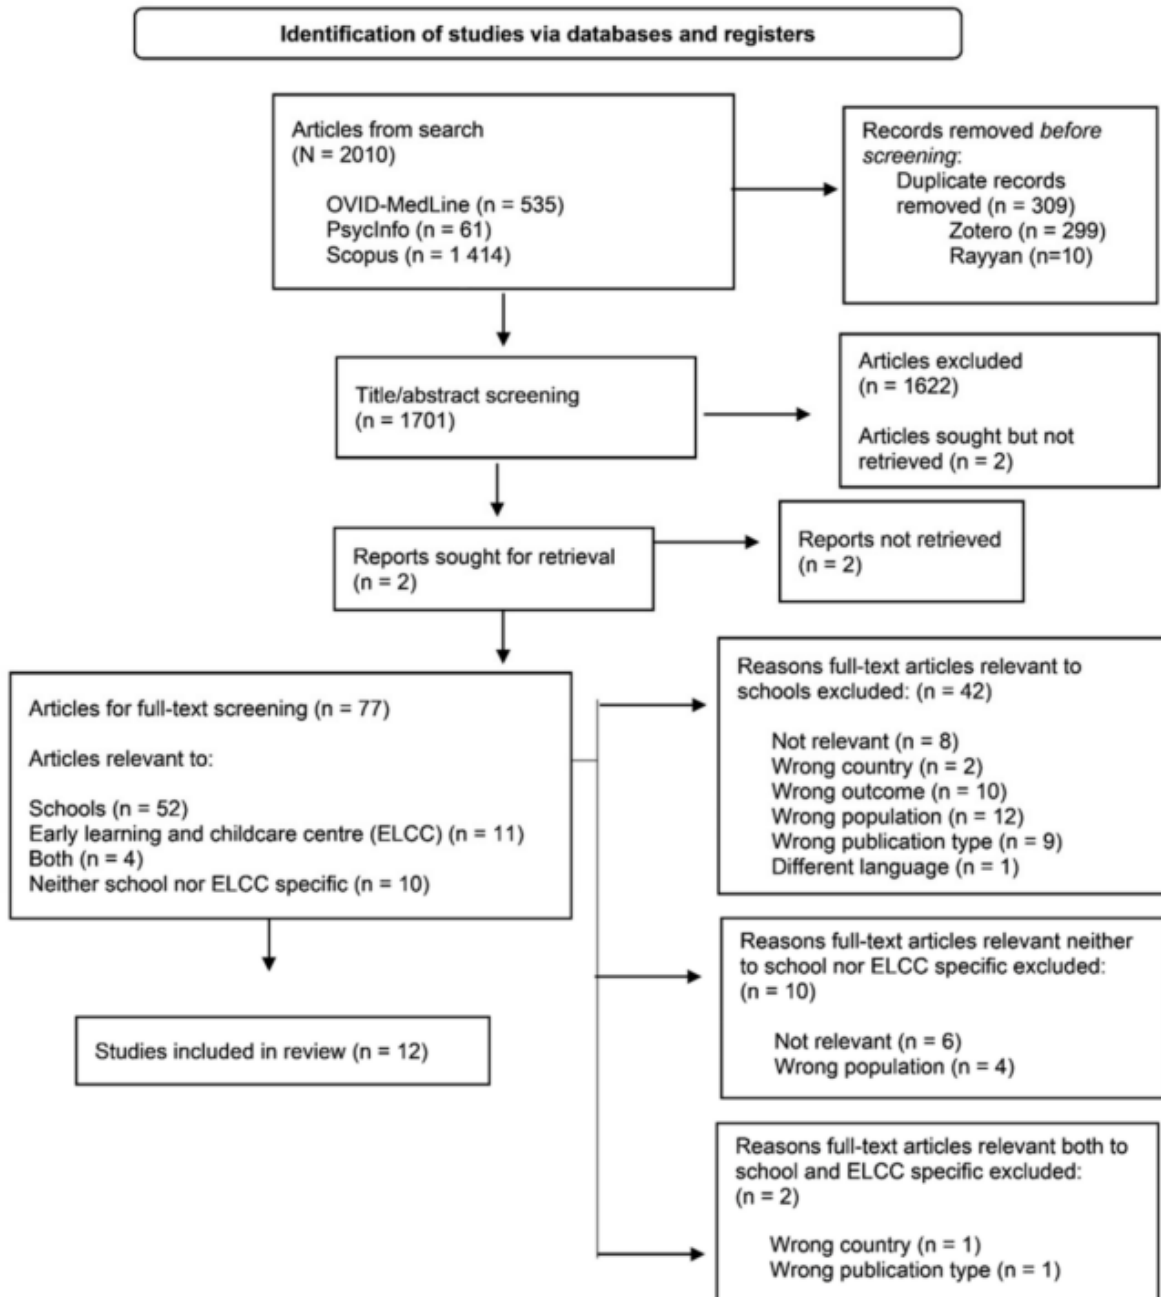 Identification of studies via databases and registers
Articles from search
(N = 2010)
OVID-MedLine (n = 535)
PsycInfo (n = 61)
Scopus (n = 1 414)
Records removed before
screening:
Duplicate records
removed (n = 309)
Zotero (n = 299)
Rayyan (n=10)
Title/abstract screening
(n = 1701)
Articles excluded
(n = 1622)
Articles sought but not
retrieved (n = 2)
Reports sought for retrieval
(n = 2)
Reports not retrieved
(n = 2)
Articles for full-text screening (n = 77)
Articles relevant to:
Schools (n = 52)
Early learning and childcare centre (ELCC) (n = 11)
Both (n = 4)
Neither school nor ELCC specific (n = 10)
Reasons full-text articles relevant to
schools excluded: (n = 42)
Not relevant (n = 8)
Wrong country (n = 2)
Wrong outcome (n = 10)
Wrong population (n = 12)
Wrong publication type (n = 9)
Different language (n = 1)
Reasons full-text articles relevant neither
to school nor ELCC specific excluded:
(n = 10)
Not relevant (n = 6)
Wrong population (n = 4)
Studies included in review (n = 12)
Reasons full-text articles relevant both to
school and ELCC specific excluded:
(n = 2)
Wrong country (n = 1)
Wrong publication type (n = 1)